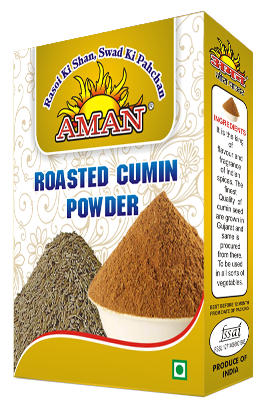 Rasoi Ki Shan, Swad Ki Pahchan
AMAN®
ROASTED CUMIN
POWDER
INGREDIENTS
It is the king
of
flavour and
fragrance
of Indian
spices. The
finest
Quality of
cumin seed
are grown in
Gujarat and
same is
procured
from there.
To be used
in all sorts of
vegetables.
BEST BEFORE 12 MONTH
FROM DATE OF PACKING
fssai
PRODUCE OF
INDIA